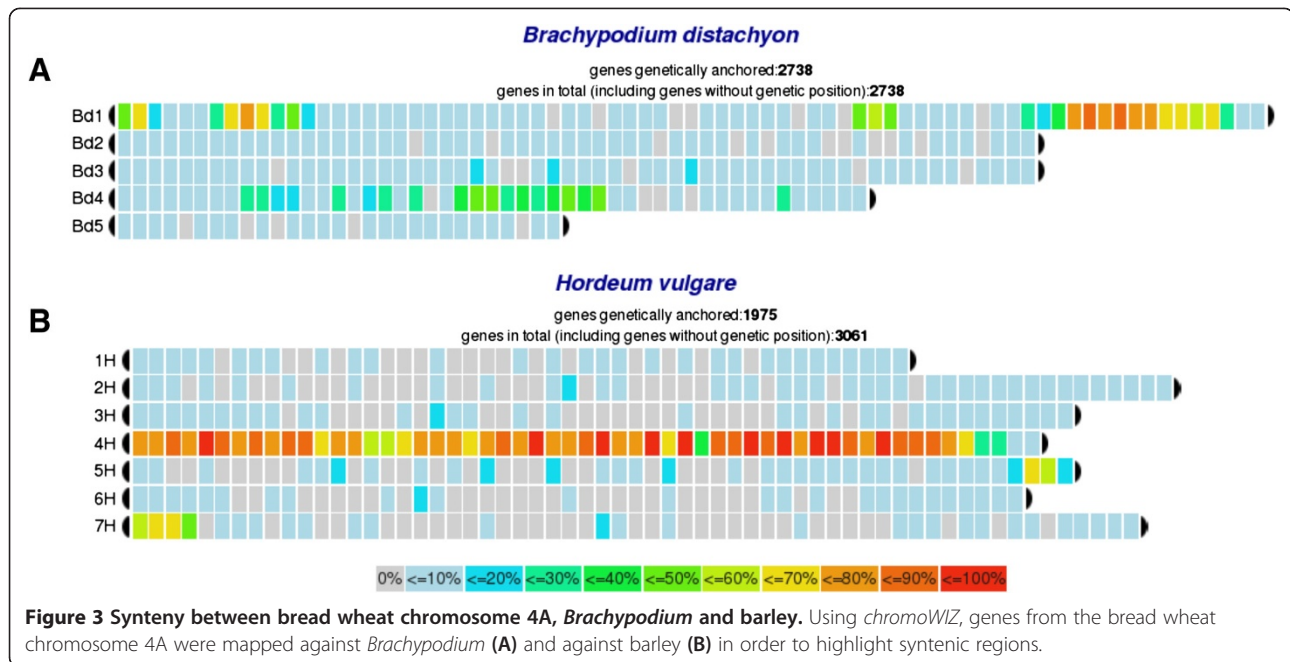 Brachypodium distachyon
A
genes genetically anchored:2738
genes in total (including genes without genetic position):2738
Bd1
Bd2
Bd3
Bd4
Bd5
Hordeum vulgare
B
genes genetically anchored:1975
genes in total (including genes without genetic position):3061
1H
2H
3H
4H
5H
6H
7H
0% <=10% <=20% <=30% <=40% <=50% <=60% <=70% <=80% <=90% <=100%
Figure 3 Synteny between bread wheat chromosome 4A, Brachypodium and barley. Using chromoWIZ, genes from the bread wheat
chromosome 4A were mapped against Brachypodium (A) and against barley (B) in order to highlight syntenic regions.